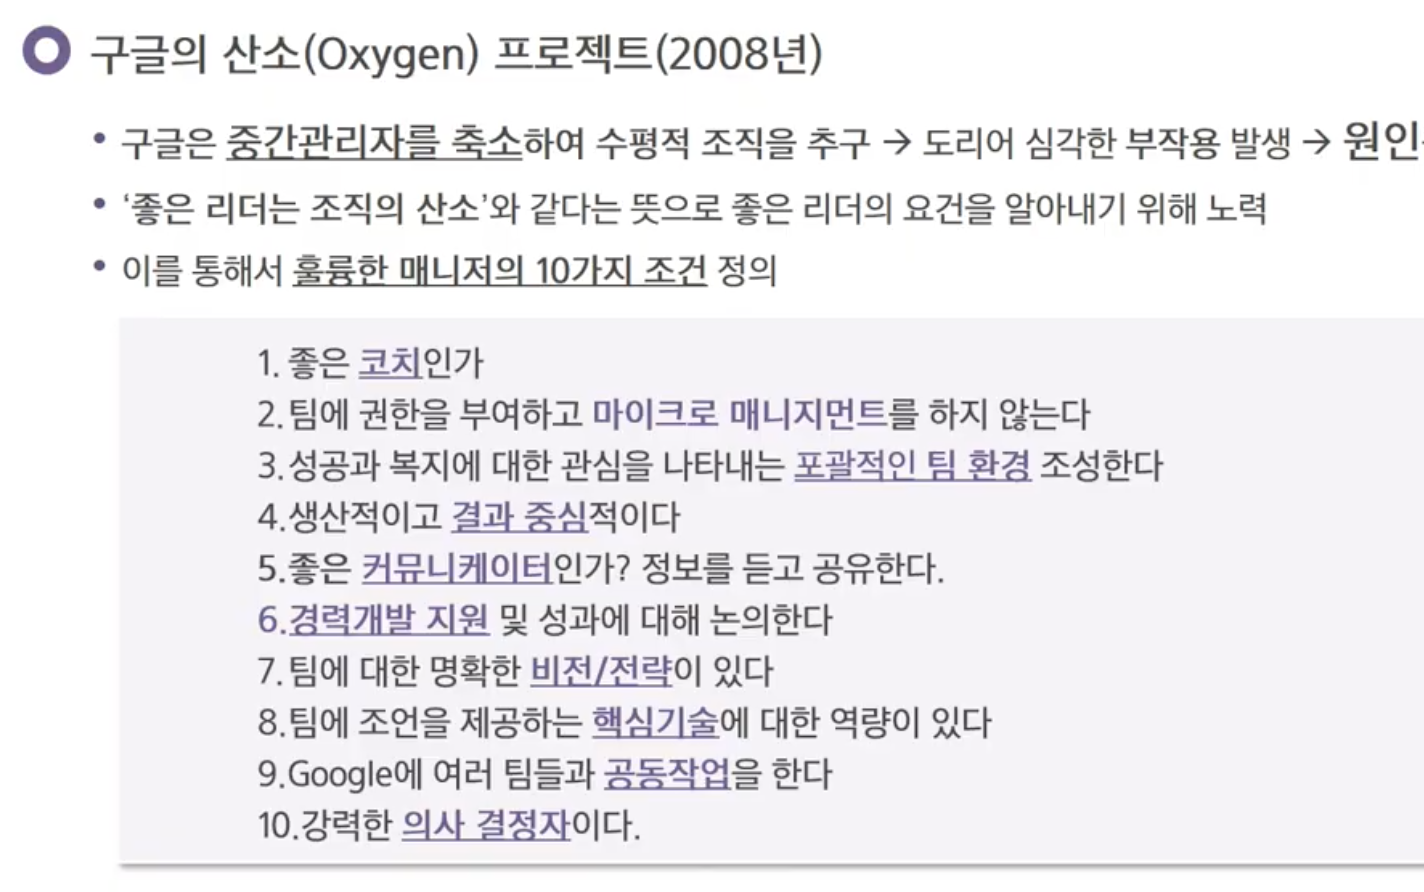 구글의 산소(Oxygen) 프로젝트(2008년)
• 구글은 중간관리자를 축소하여 수평적 조직을 추구 → 도리어 심각한 부작용 발생 → 원인
• ‘좋은 리더는 조직의 산소’와 같다는 뜻으로 좋은 리더의 요건을 알아내기 위해 노력
• 이를 통해서 훌륭한 매니저의 10가지 조건 정의
1. 좋은 코치인가
2.팀에 권한을 부여하고 마이크로 매니지먼트를 하지 않는다
3.성공과 복지에 대한 관심을 나타내는 포괄적인 팀 환경 조성한다
4.생산적이고 결과 중심적이다
5.좋은 커뮤니케이터인가? 정보를 듣고 공유한다.
6.경력개발 지원 및 성과에 대해 논의한다
7.팀에 대한 명확한 비전/전략이 있다
8.팀에 조언을 제공하는 핵심기술에 대한 역량이 있다
9.Google에 여러 팀들과 공동작업을 한다
10.강력한 의사 결정자이다.